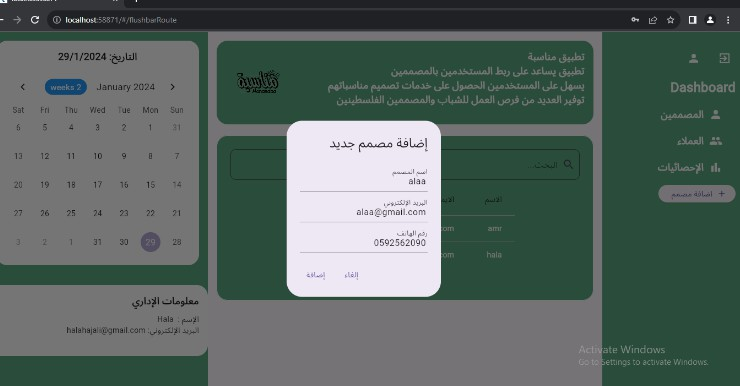 localhost:58871/#/flushbarRoute
Dashboard
المصممين
العملاء
الإحصائيات
+ اضافة مصمم
تطبيق مناسبة
تطبيق يساعد على ربط المستخدمين بالمصممين
يسهل على المستخدمين الحصول على خدمات تصميم مناسباتهم
توفير العديد من فرص العمل للشباب والمصممين الفلسطينين
مناسبة
البحث...
الاسم
amr
hala
إضافة مصمم جديد
اسم المصمم
alaa
البريد الإلكتروني
alaa@gmail.com
رقم الهاتف
0592562090
إلغاء
إضافة
التاريخ: 29/1/2024
2 weeks
January 2024
Sat Fri Thu Wed Tue Mon Sun
6 5 4 3 2 1 31
13 12 11 10 9 8 7
20 19 18 17 16 15 14
27 26 25 24 23 22 21
3 2 1 31 30 29 28
معلومات الإداري
الإسم : Hala
البريد الإلكتروني: halahajali@gmail.com
Activate Windows
Go to Settings to activate Windows.